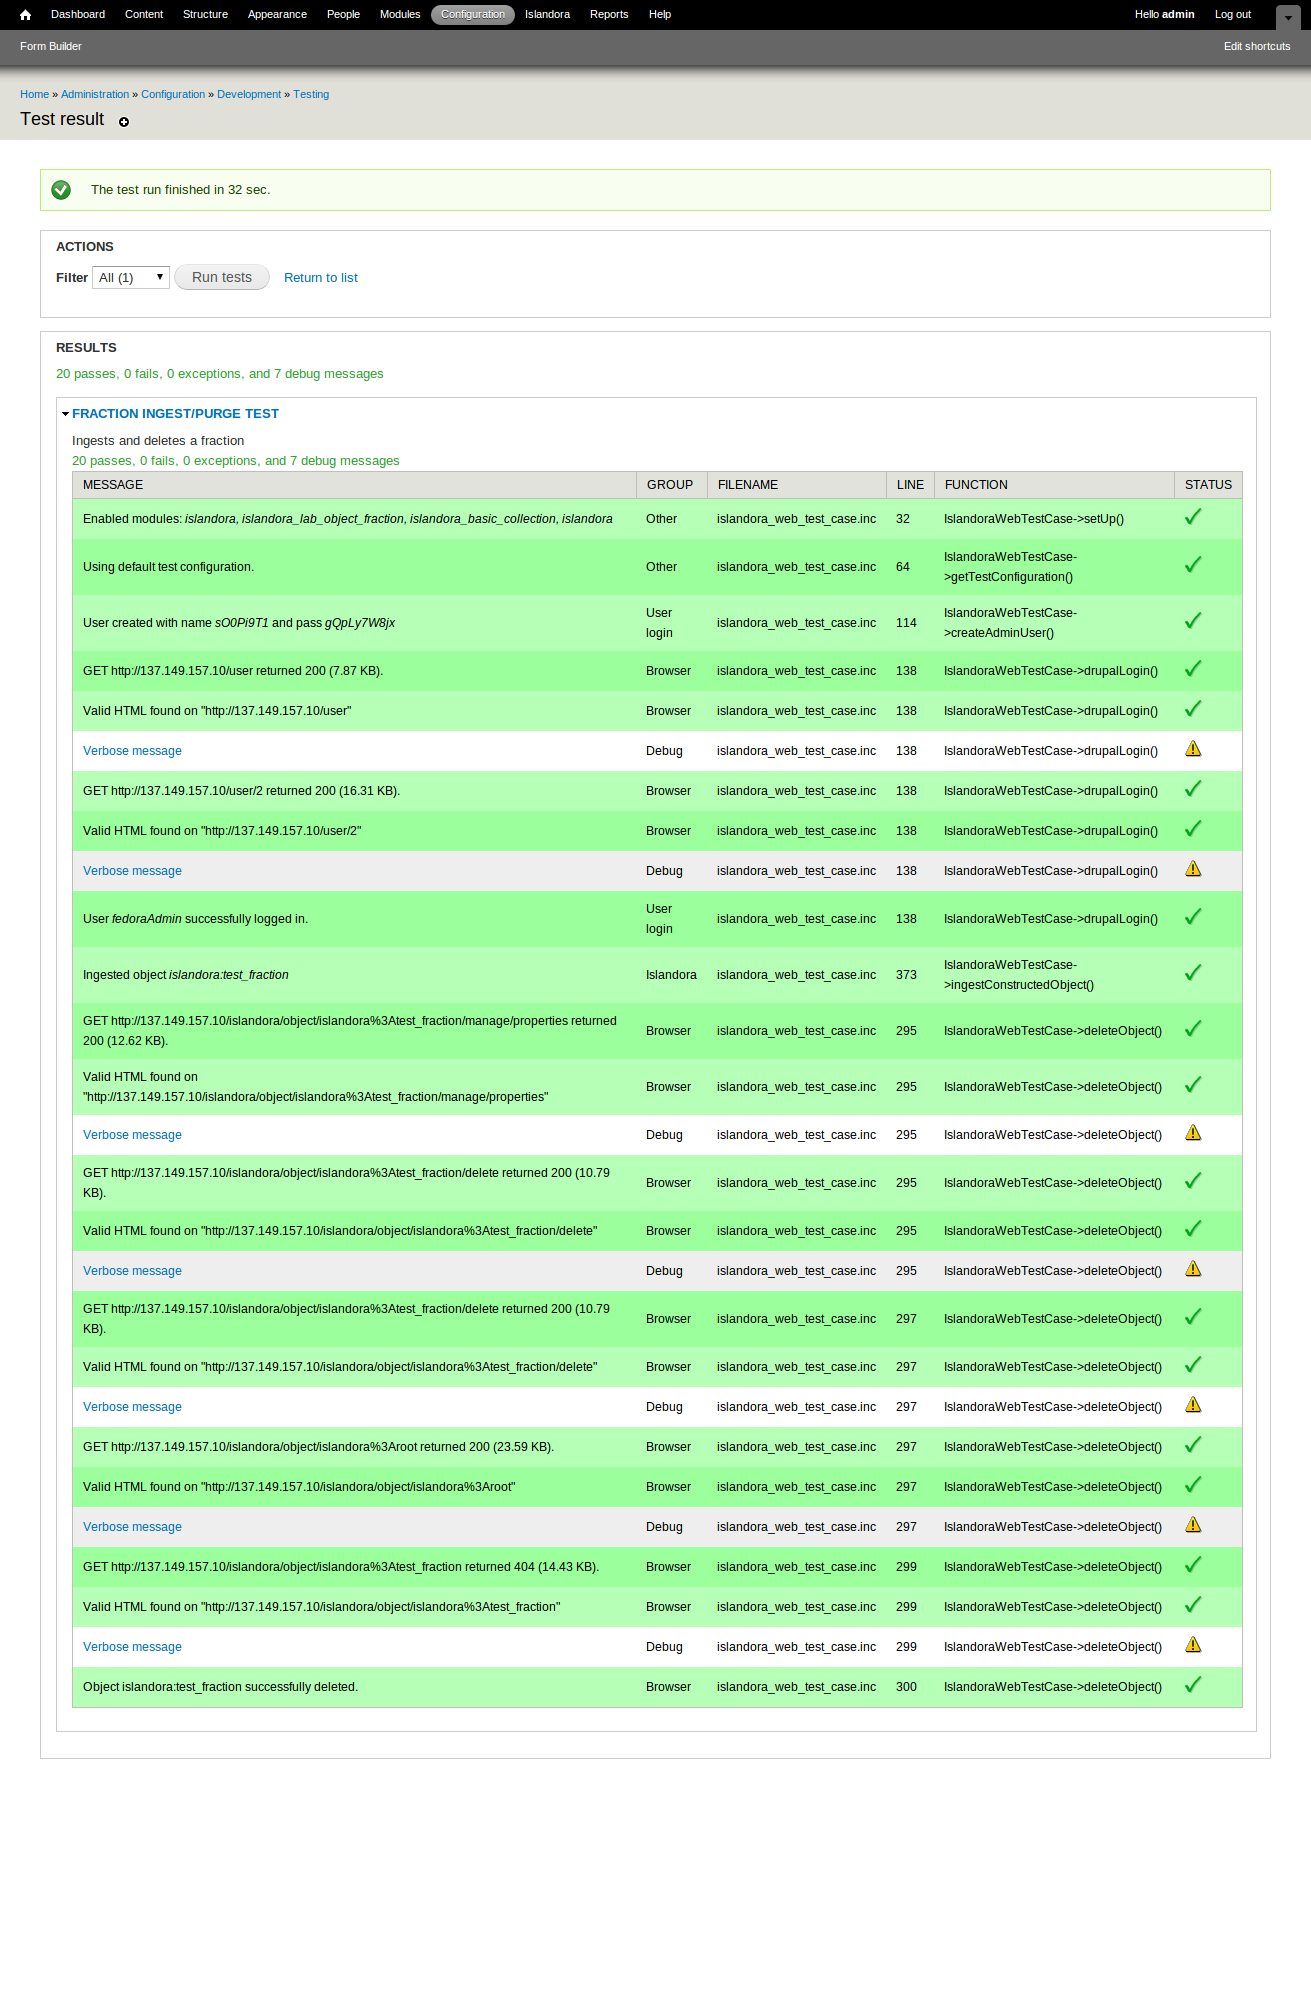 Dashboard Content Structure Appearance People Modules Configuration Islandora Reports Help Hello admin Log out
Form Builder Edit shortcuts
Home » Administration » Configuration » Development » Testing
Test result
The test run finished in 32 sec.
ACTIONS
Filter All (1) Run tests Return to list
RESULTS
20 passes, 0 fails, 0 exceptions, and 7 debug messages
FRACTION INGEST/PURGE TEST
Ingests and deletes a fraction
20 passes, 0 fails, 0 exceptions, and 7 debug messages
MESSAGE GROUP FILENAME LINE FUNCTION STATUS
Enabled modules: islandora, islandora_lab_object_fraction, islandora_basic_collection, islandora Other islandora_web_test_case.inc 32 IslandoraWebTestCase->setUp()
Using default test configuration. Other islandora_web_test_case.inc 64 IslandoraWebTestCase-
>getTestConfiguration()
User created with name sO0Pi9T1 and pass gQpLy7W8jx User login islandora_web_test_case.inc 114 IslandoraWebTestCase-
>createAdminUser()
GET http://137.149.157.10/user returned 200 (7.87 KB). Browser islandora_web_test_case.inc 138 IslandoraWebTestCase->drupalLogin()
Valid HTML found on "http://137.149.157.10/user" Browser islandora_web_test_case.inc 138 IslandoraWebTestCase->drupalLogin()
Verbose message Debug islandora_web_test_case.inc 138 IslandoraWebTestCase->drupalLogin()
GET http://137.149.157.10/user/2 returned 200 (16.31 KB). Browser islandora_web_test_case.inc 138 IslandoraWebTestCase->drupalLogin()
Valid HTML found on "http://137.149.157.10/user/2" Browser islandora_web_test_case.inc 138 IslandoraWebTestCase->drupalLogin()
Verbose message Debug islandora_web_test_case.inc 138 IslandoraWebTestCase->drupalLogin()
User fedoraAdmin successfully logged in. User login islandora_web_test_case.inc 138 IslandoraWebTestCase->drupalLogin()
Ingested object islandora:test_fraction Islandora islandora_web_test_case.inc 373 IslandoraWebTestCase-
>ingestConstructedObject()
GET http://137.149.157.10/islandora/object/islandora%3Atest_fraction/manage/properties returned
200 (12.62 KB). Browser islandora_web_test_case.inc 295 IslandoraWebTestCase->deleteObject()
Valid HTML found on
"http://137.149.157.10/islandora/object/islandora%3Atest_fraction/manage/properties" Browser islandora_web_test_case.inc 295 IslandoraWebTestCase->deleteObject()
Verbose message Debug islandora_web_test_case.inc 295 IslandoraWebTestCase->deleteObject()
GET http://137.149.157.10/islandora/object/islandora%3Atest_fraction/delete returned 200 (10.79
KB). Browser islandora_web_test_case.inc 295 IslandoraWebTestCase->deleteObject()
Valid HTML found on "http://137.149.157.10/islandora/object/islandora%3Atest_fraction/delete" Browser islandora_web_test_case.inc 295 IslandoraWebTestCase->deleteObject()
Verbose message Debug islandora_web_test_case.inc 295 IslandoraWebTestCase->deleteObject()
GET http://137.149.157.10/islandora/object/islandora%3Atest_fraction/delete returned 200 (10.79
KB). Browser islandora_web_test_case.inc 297 IslandoraWebTestCase->deleteObject()
Valid HTML found on "http://137.149.157.10/islandora/object/islandora%3Atest_fraction/delete" Browser islandora_web_test_case.inc 297 IslandoraWebTestCase->deleteObject()
Verbose message Debug islandora_web_test_case.inc 297 IslandoraWebTestCase->deleteObject()
GET http://137.149.157.10/islandora/object/islandora%3Aroot returned 200 (23.59 KB). Browser islandora_web_test_case.inc 297 IslandoraWebTestCase->deleteObject()
Valid HTML found on "http://137.149.157.10/islandora/object/islandora%3Aroot" Browser islandora_web_test_case.inc 297 IslandoraWebTestCase->deleteObject()
Verbose message Debug islandora_web_test_case.inc 297 IslandoraWebTestCase->deleteObject()
GET http://137.149.157.10/islandora/object/islandora%3Atest_fraction returned 404 (14.43 KB). Browser islandora_web_test_case.inc 299 IslandoraWebTestCase->deleteObject()
Valid HTML found on "http://137.149.157.10/islandora/object/islandora%3Atest_fraction" Browser islandora_web_test_case.inc 299 IslandoraWebTestCase->deleteObject()
Verbose message Debug islandora_web_test_case.inc 299 IslandoraWebTestCase->deleteObject()
Object islandora:test_fraction successfully deleted. Browser islandora_web_test_case.inc 300 IslandoraWebTestCase->deleteObject()